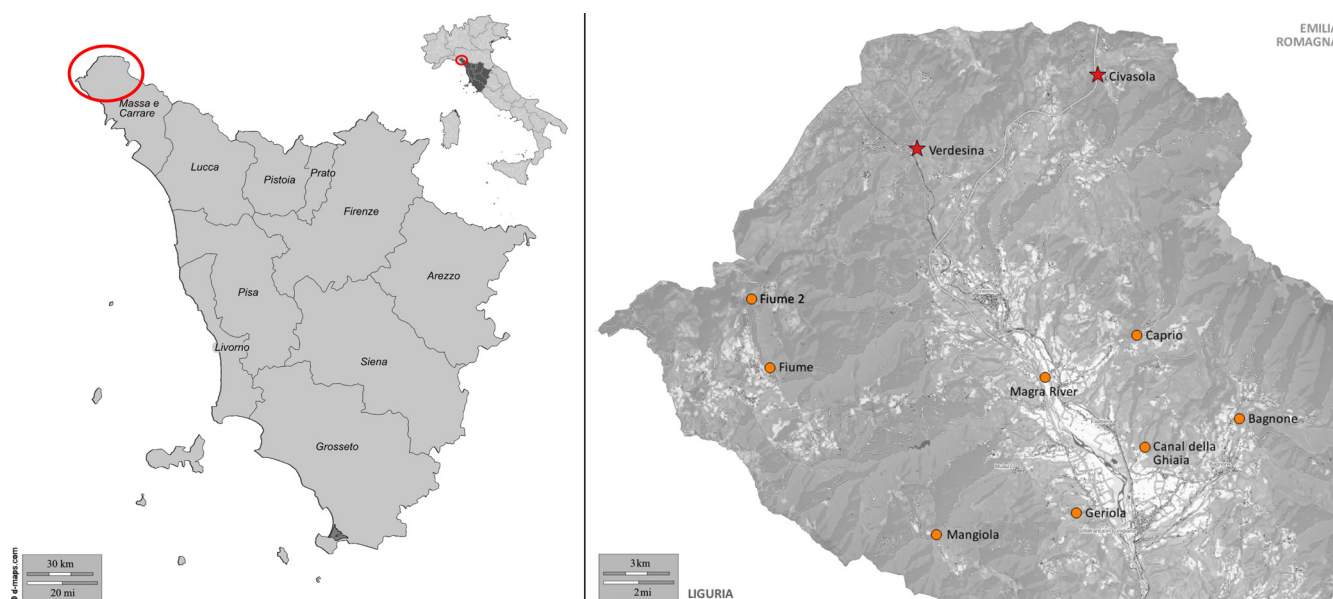 Massa e
Carrare
Lucca
Pistoia
Prato
Firenze
Pisa
Arezzo
Livorno
Siena
Grosseto
30 km
20 mi
© d-maps.com
EMILIA
ROMAGNA
Civasola
Verdesina
Fiume 2
Caprio
Fiume
Magra River
Bagnone
Canal della
Ghiaia
Geriola
Mangiola
3 km
2 mi
LIGURIA